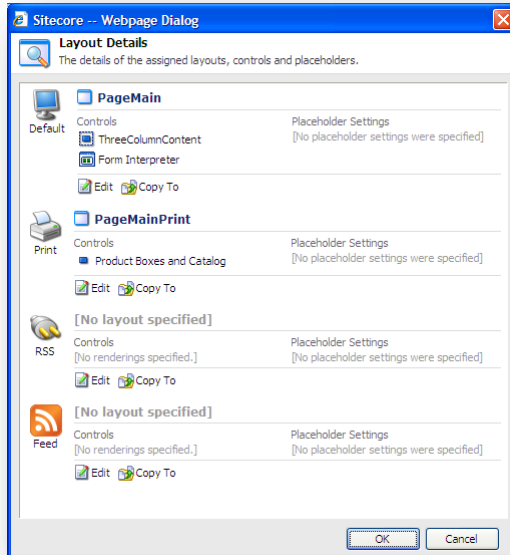 Sitecore -- Webpage Dialog
Layout Details
The details of the assigned layouts, controls and placeholders.
Default
PageMain
Controls
Placeholder Settings
ThreeColumnContent
[No placeholder settings were specified]
Form Interpreter
Edit Copy To
Print
PageMainPrint
Controls
Placeholder Settings
Product Boxes and Catalog
[No placeholder settings were specified]
Edit Copy To
RSS
[No layout specified]
Controls
Placeholder Settings
[No renderings specified.]
[No placeholder settings were specified]
Edit Copy To
Feed
[No layout specified]
Controls
Placeholder Settings
[No renderings specified.]
[No placeholder settings were specified]
Edit Copy To
OK Cancel